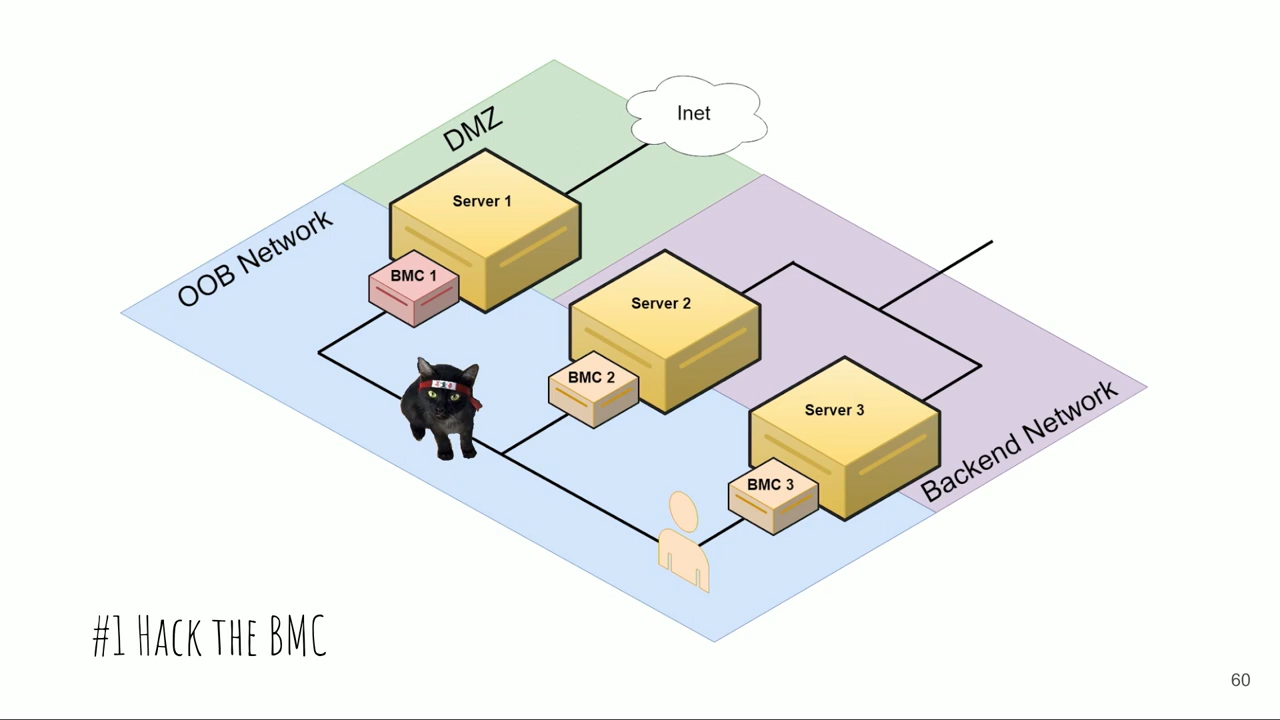 Inet
DMZ
Server 1
OOB Network
BMC 1
Server 2
BMC 2
Server 3
Backend Network
BMC 3
#1 Hack the BMC
60